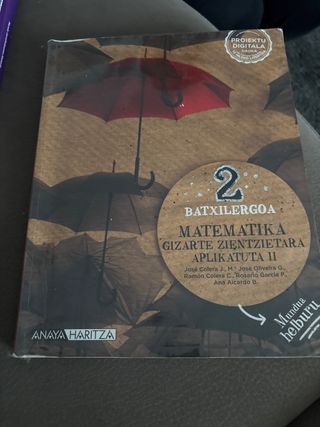 PROIEKTU
DIGITALA
2
BATXILERGOA
MATEMATIKA
GIZARTE ZIENTZIETARA
APLIKATUTA II
José Colera J., M.ª José Oliveira G.,
Ramón Colera C., Rosario García P.,
Ana Aicardo B.
Mundua
helburu
ANAYA HARITZA